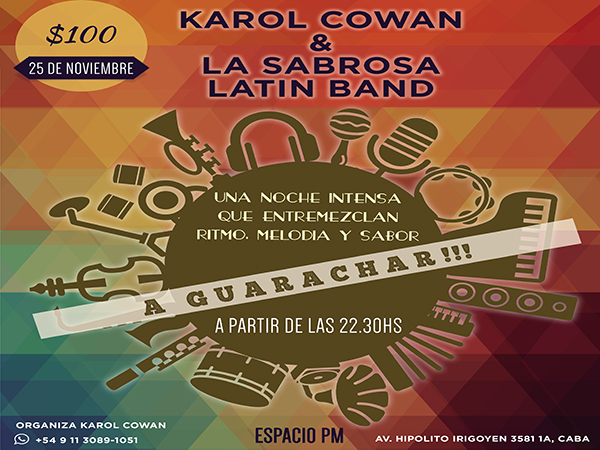 $100
25 DE NOVIEMBRE
KAROL COWAN
&
LA SABROSA
LATIN BAND
UNA NOCHE INTENSA
QUE ENTREMEZCLAN
RITMO, MELODIA Y SABOR
A GUARACHAR!!!
A PARTIR DE LAS 22.30HS
ORGANIZA KAROL COWAN
+54 9 11 3089-1051
ESPACIO PM
AV. HIPOLITO IRIGOYEN 3581 1A, CABA